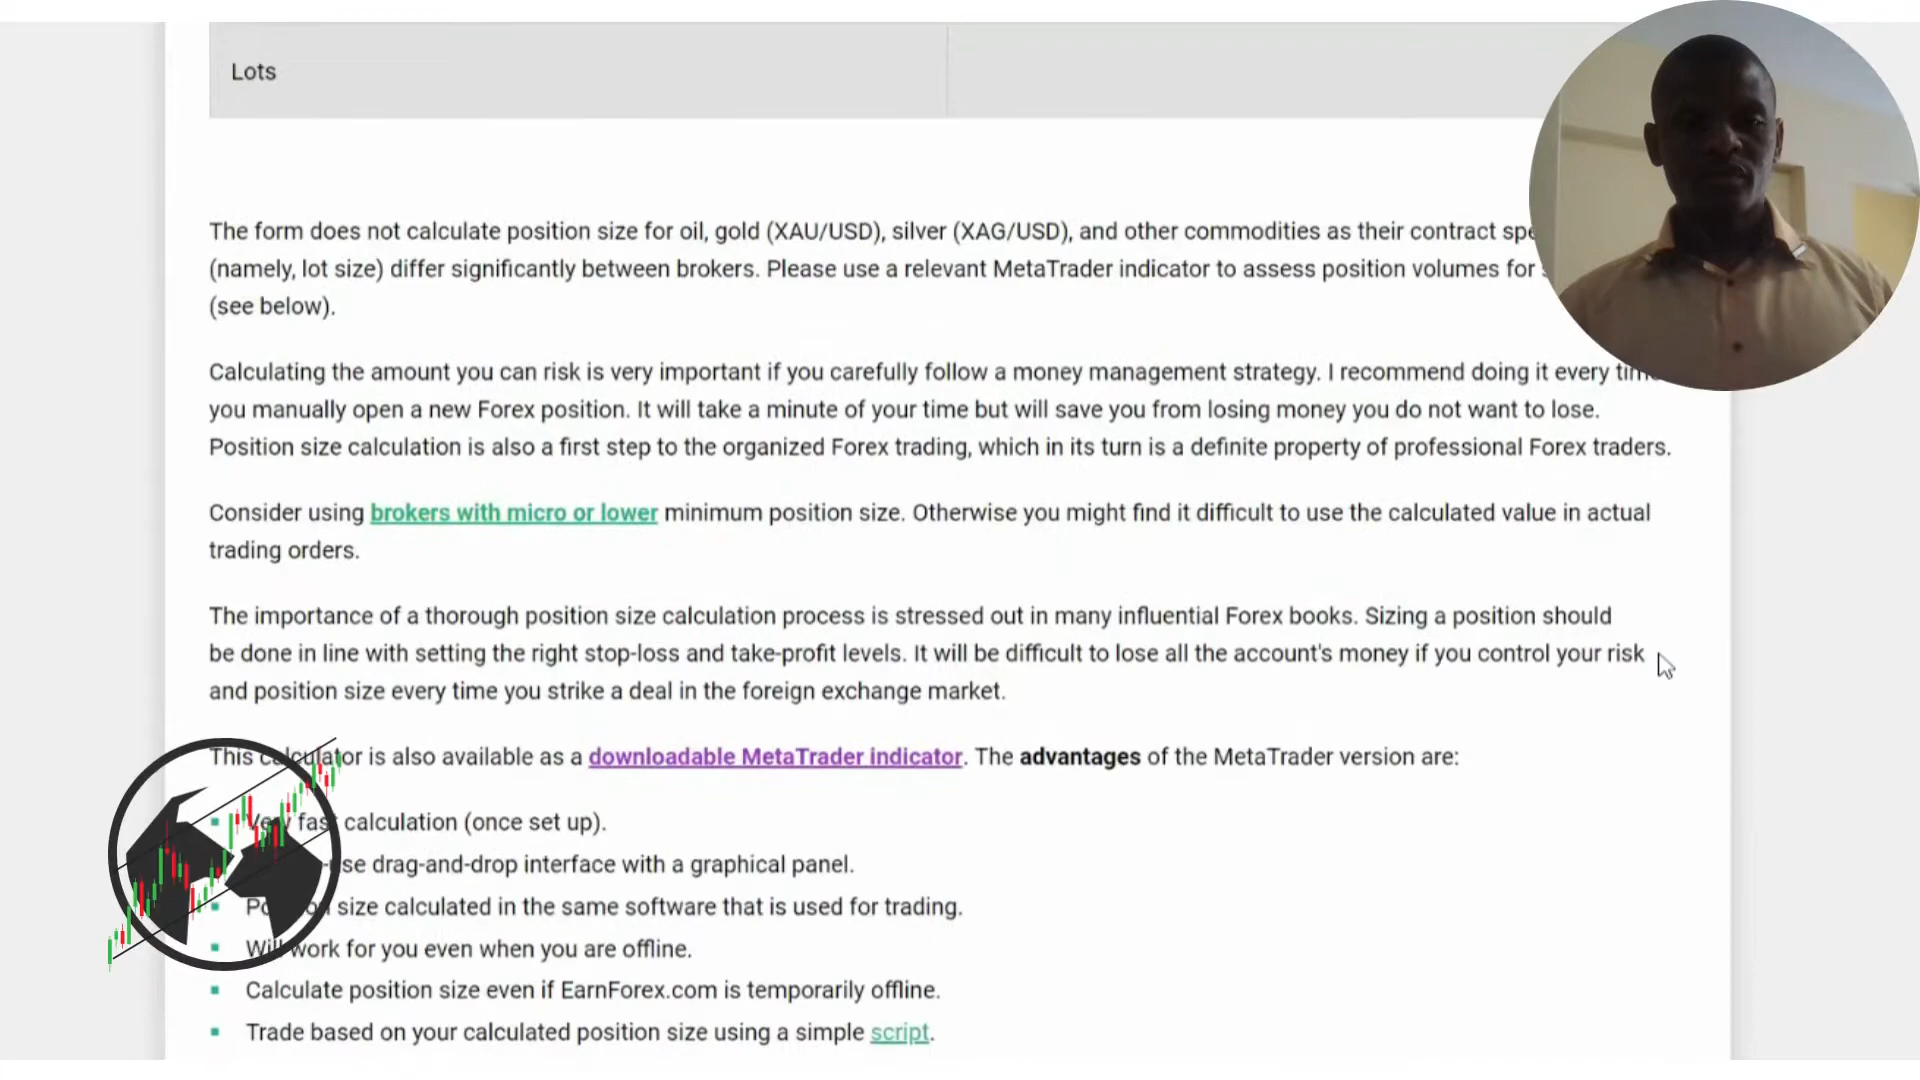 Lots
The form does not calculate position size for oil, gold (XAU/USD), silver (XAG/USD), and other commodities as their contract
(namely, lot size) differ significantly between brokers. Please use a relevant MetaTrader indicator to assess position volumes for
(see below).
Calculating the amount you can risk is very important if you carefully follow a money management strategy. I recommend doing it every time
you manually open a new Forex position. It will take a minute of your time but will save you from losing money you do not want to lose.
Position size calculation is also a first step to the organized Forex trading, which in its turn is a definite property of professional Forex traders.
Consider using brokers with micro or lower minimum position size. Otherwise you might find it difficult to use the calculated value in actual
trading orders.
The importance of a thorough position size calculation process is stressed out in many influential Forex books. Sizing a position should
be done in line with setting the right stop-loss and take-profit levels. It will be difficult to lose all the account's money if you control your risk
and position size every time you strike a deal in the foreign exchange market.
This calculator is also available as a downloadable MetaTrader indicator. The advantages of the MetaTrader version are:
Very fast calculation (once set up).
use drag-and-drop interface with a graphical panel.
Position size calculated in the same software that is used for trading.
Will work for you even when you are offline.
Calculate position size even if EarnForex.com is temporarily offline.
Trade based on your calculated position size using a simple script.